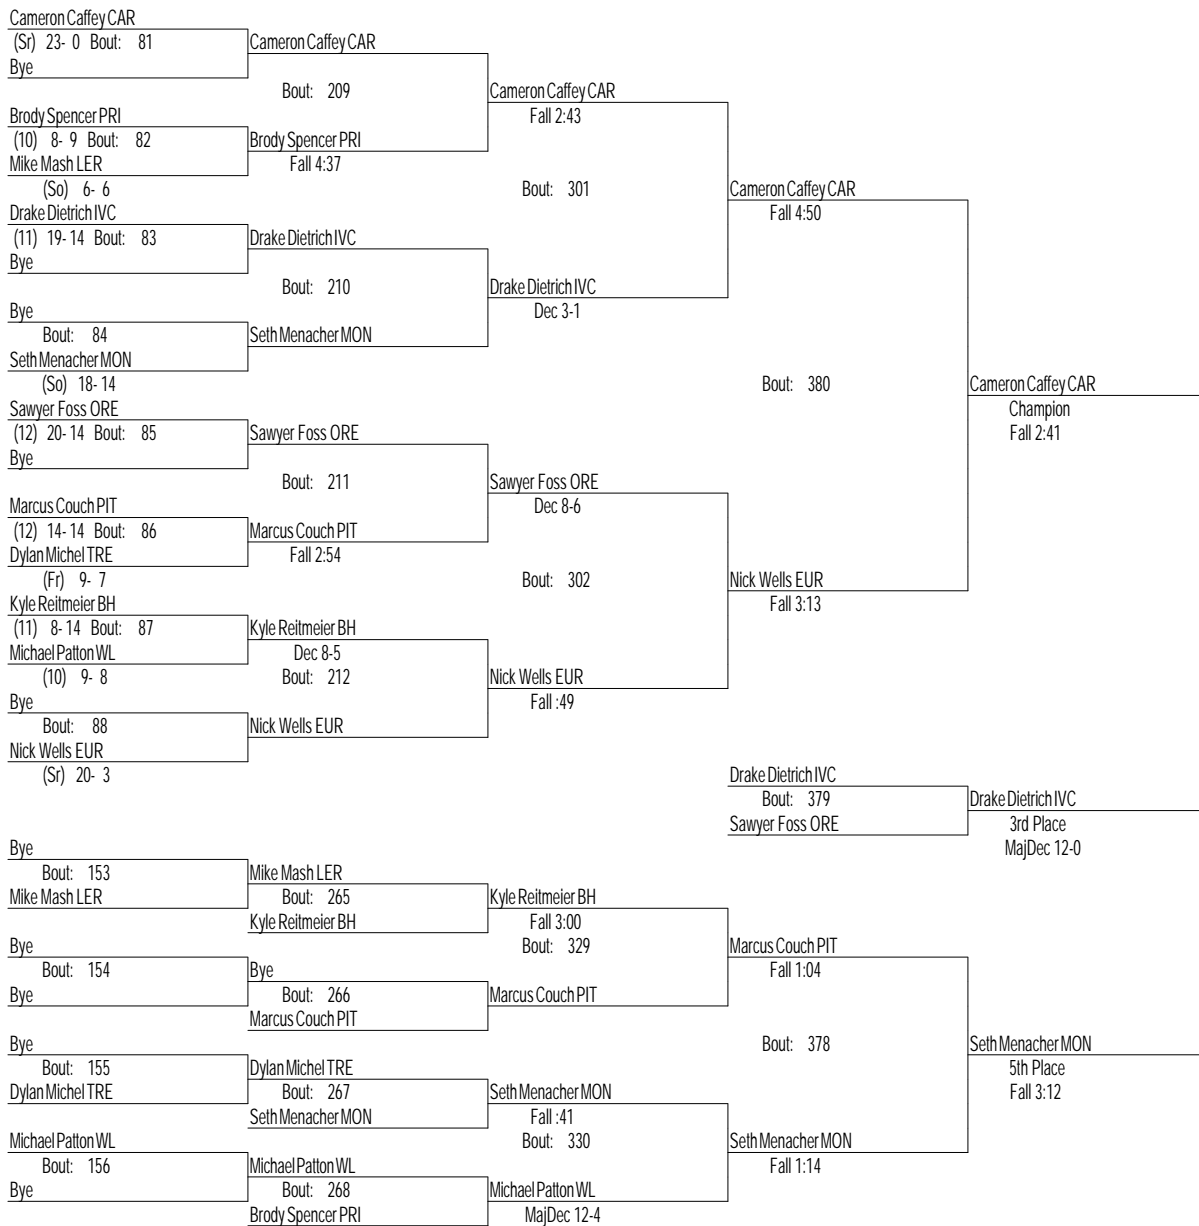 Cameron Caffey CAR
(Sr) 23- 0 Bout: 81
Cameron Caffey CAR
Bye
Bout: 209
Cameron Caffey CAR
Fall 2:43
Brody Spencer PRI
(10) 8- 9 Bout: 82
Brody Spencer PRI
Mike Mash LER
Fall 4:37
(So) 6- 6
Bout: 301
Cameron Caffey CAR
Fall 4:50
Drake Dietrich IVC
(11) 19- 14 Bout: 83
Drake Dietrich IVC
Bye
Bout: 210
Drake Dietrich IVC
Dec 3-1
Bye
Bout: 84
Seth Menacher MON
Seth Menacher MON
(So) 18- 14
Bout: 380
Cameron Caffey CAR
Champion
Fall 2:41
Sawyer Foss ORE
(12) 20- 14 Bout: 85
Sawyer Foss ORE
Bye
Bout: 211
Sawyer Foss ORE
Dec 8-6
Marcus Couch PIT
(12) 14- 14 Bout: 86
Marcus Couch PIT
Dylan Michel TRE
Fall 2:54
(Fr) 9- 7
Bout: 302
Nick Wells EUR
Fall 3:13
Kyle Reitmeier BH
(11) 8- 14 Bout: 87
Kyle Reitmeier BH
Michael Patton WL
Dec 8-5
(10) 9- 8
Bout: 212
Nick Wells EUR
Fall :49
Bye
Bout: 88
Nick Wells EUR
Nick Wells EUR
(Sr) 20- 3
Drake Dietrich IVC
Bout: 379
Drake Dietrich IVC
Sawyer Foss ORE
3rd Place
MajDec 12-0
Bye
Bout: 153
Mike Mash LER
Mike Mash LER
Bout: 265
Kyle Reitmeier BH
Kyle Reitmeier BH
Fall 3:00
Bye
Bout: 329
Marcus Couch PIT
Bout: 154
Bye
Fall 1:04
Bye
Bout: 266
Marcus Couch PIT
Marcus Couch PIT
Bye
Bout: 378
Seth Menacher MON
Bout: 155
Dylan Michel TRE
5th Place
Dylan Michel TRE
Bout: 267
Seth Menacher MON
Fall 3:12
Seth Menacher MON
Fall :41
Michael Patton WL
Bout: 330
Seth Menacher MON
Bout: 156
Michael Patton WL
Fall 1:14
Bye
Bout: 268
Michael Patton WL
Brody Spencer PRI
MajDec 12-4